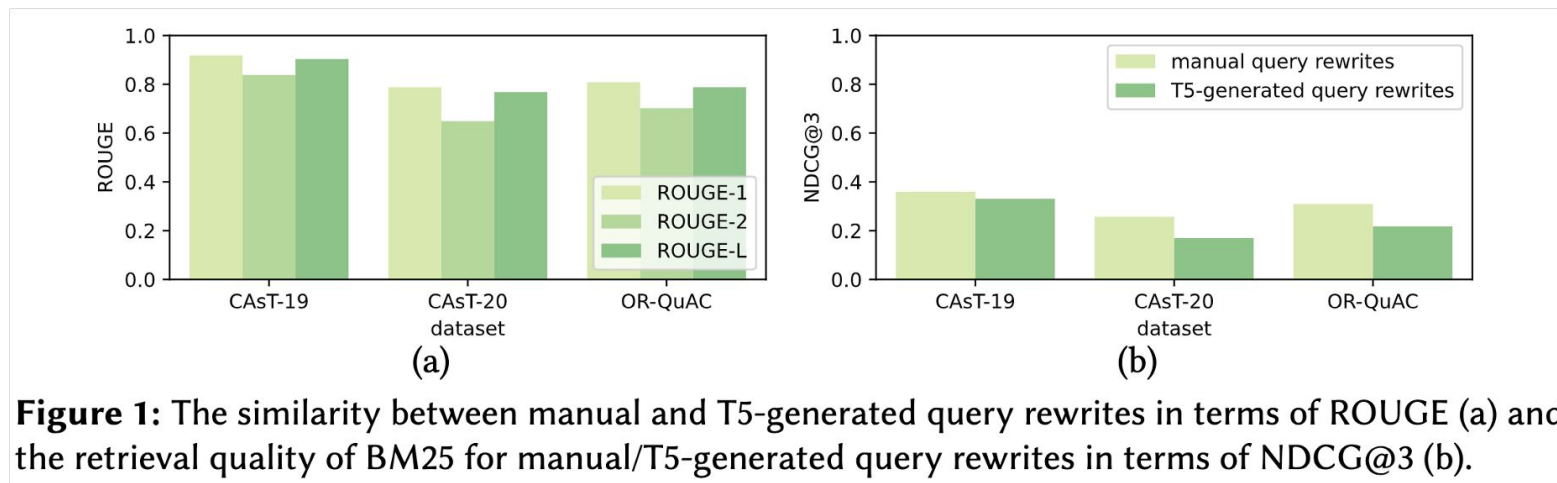 1.0
0.8
0.6
0.4
0.2
0.0
ROUGE
ROUGE-1
ROUGE-2
ROUGE-L
CAsT-19
CAsT-20
OR-QuAC
dataset
(a)
1.0
0.8
0.6
0.4
0.2
0.0
NDCG@3
manual query rewrites
T5-generated query rewrites
CAsT-19
CAsT-20
OR-QuAC
dataset
(b)
Figure 1: The similarity between manual and T5-generated query rewrites in terms of ROUGE (a) and
the retrieval quality of BM25 for manual/T5-generated query rewrites in terms of NDCG@3 (b).